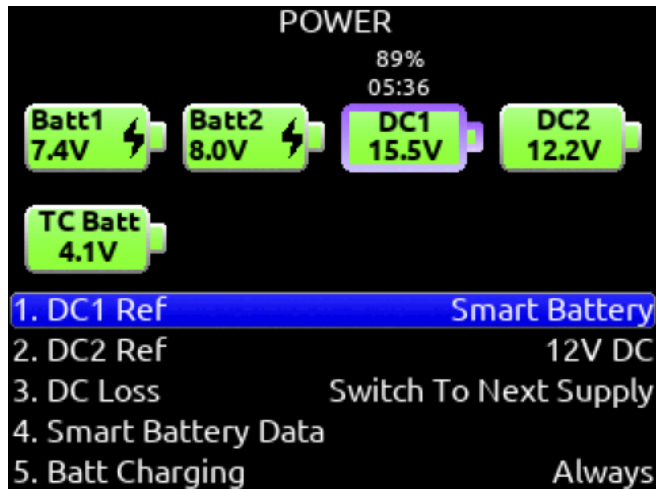 POWER
89%
05:36
Batt1 Batt2 DC1 DC2
7.4V 8.0V 15.5V 12.2V
TC Batt
4.1V
1. DC1 Ref Smart Battery
2. DC2 Ref 12V DC
3. DC Loss Switch To Next Supply
4. Smart Battery Data
5. Batt Charging Always